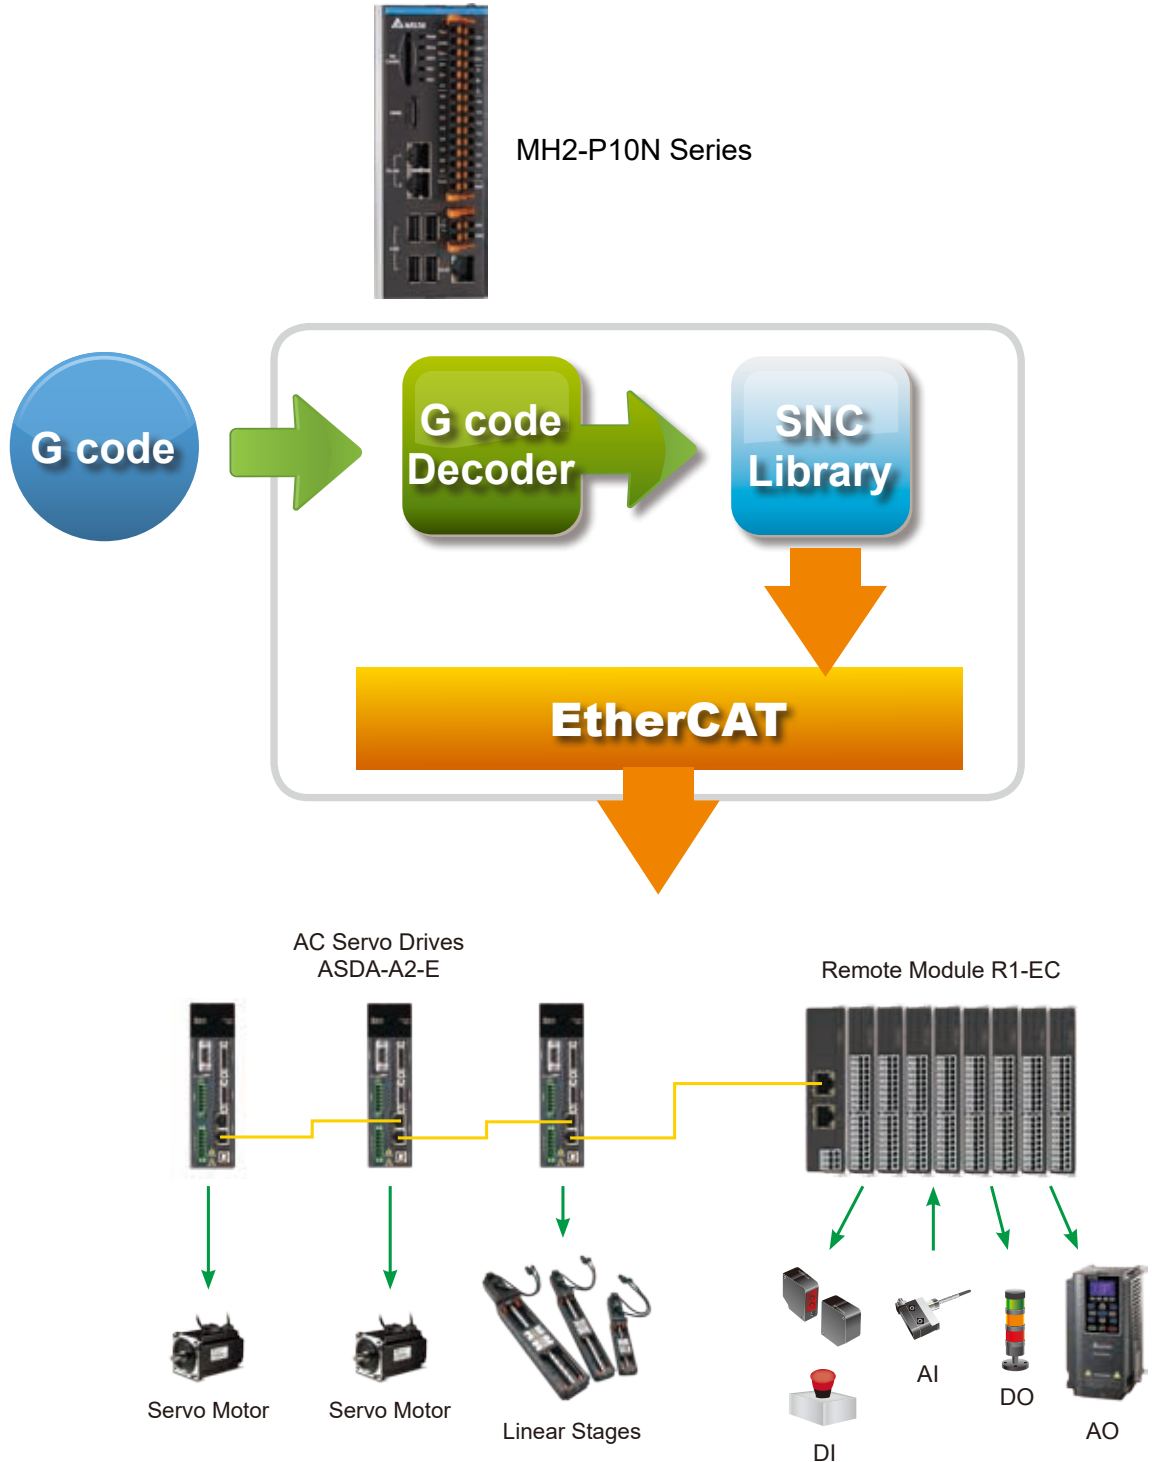 MH2-P10N Series
G code
G code
Decoder
SNC
Library
EtherCAT
AC Servo Drives
ASDA-A2-E
Remote Module R1-EC
Servo Motor
Servo Motor
Linear Stages
DI
AI
DO
AO